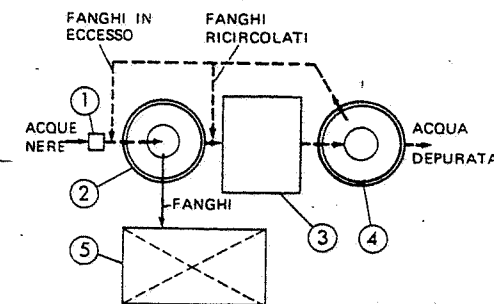 FANGHI IN
ECCESSO
FANGHI
RICIRCOLATI
1
ACQUE
NERE
ACQUA
DEPURATA
2
FANGHI
3
4
5